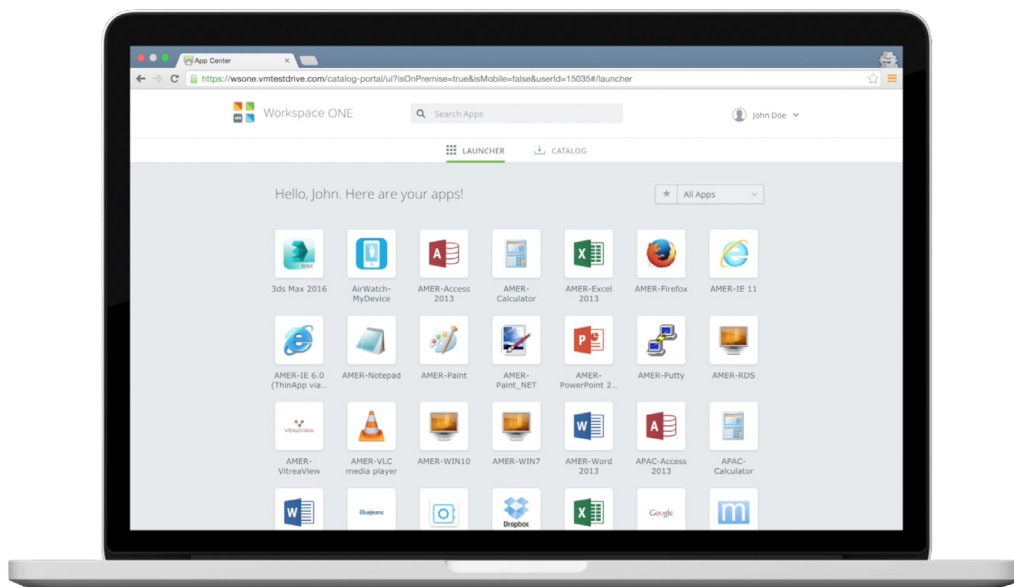 App Center
https://wsone.vmtestdrive.com/catalog-portal/ui?isOnPremise=true&isMobile=false&userId=15035#/launcher
Workspace ONE
Search Apps
John Doe
LAUNCHER
CATALOG
Hello, John. Here are your apps!
All Apps
MAX
3ds Max 2016
AirWatch-
MyDevice
A
AMER-Access
2013
AMER-
Calculator
X
AMER-Excel
2013
AMER-Firefox
AMER-IE 11
AMER-IE 6.0
(ThinApp via...
AMER-Notepad
AMER-Paint
AMER-
Paint_NET
P
AMER-
PowerPoint 2...
AMER-Putty
AMER-RDS
VitreaView
AMER-
VitreaView
AMER-VLC
media player
AMER-WIN10
AMER-WIN7
W
AMER-Word
2013
A
APAC-Access
2013
APAC-
Calculator
W
Bluejeans
Dropbox
X
Google
m